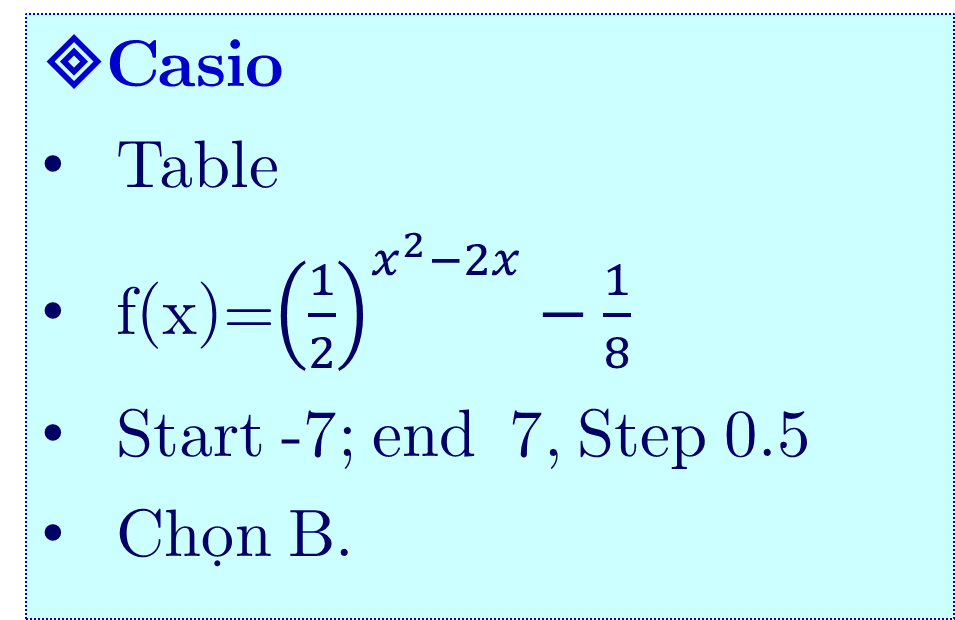 Casio
• Table
• f(x)=(1/2)^(x²−2x) − 1/8
• Start -7; end 7, Step 0.5
• Chọn B.